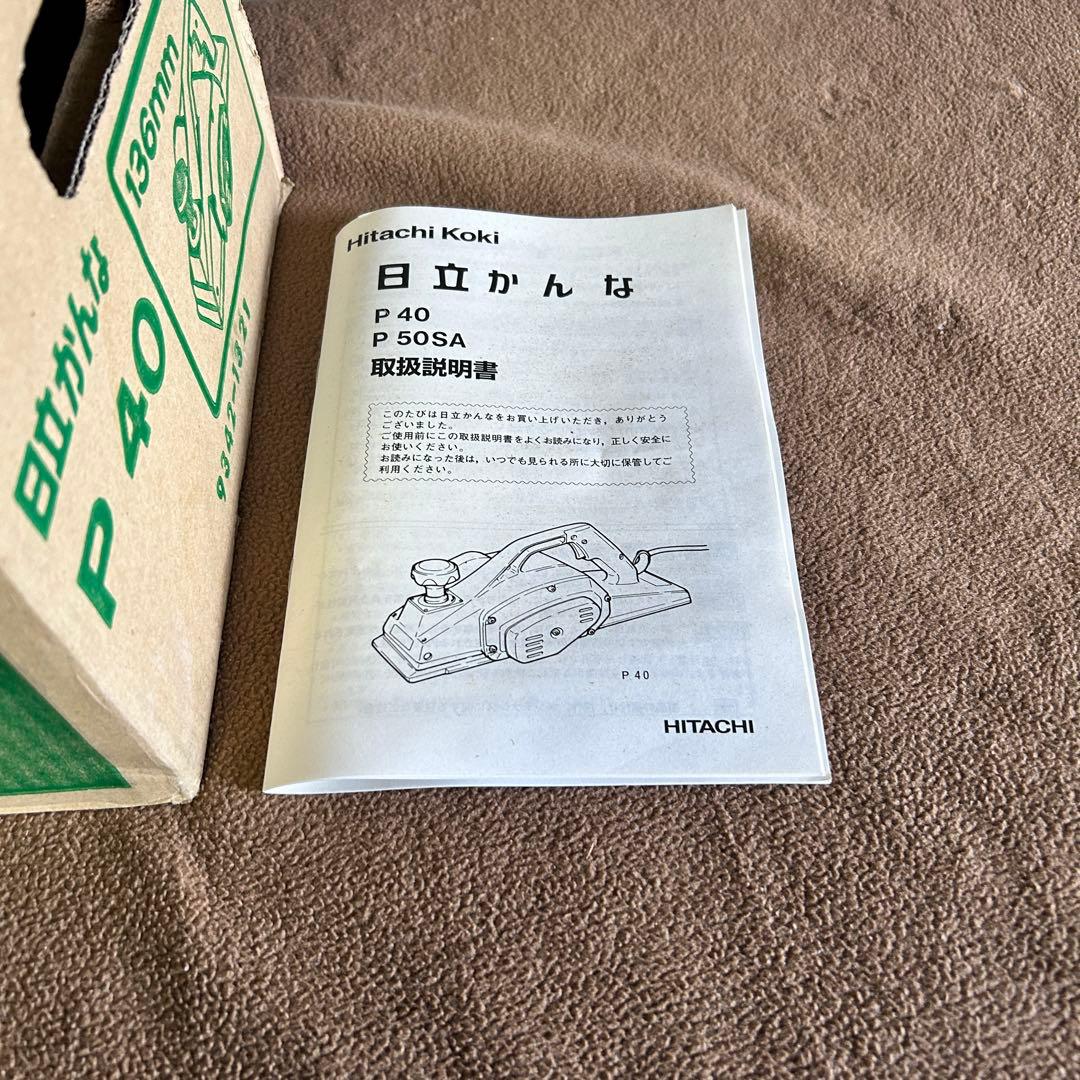 136mm
日立かんな
P 40
9342-1321
Hitachi Koki
日立かんな
P 40
P 50SA
取扱説明書
このたびは日立かんなをお買い上げいただき，ありがとう
ございました。
ご使用前にこの取扱説明書をよくお読みになり，正しく安全に
お使いください。
お読みになった後は，いつでも見られる所に大切に保管してご
利用ください。
P 40
HITACHI